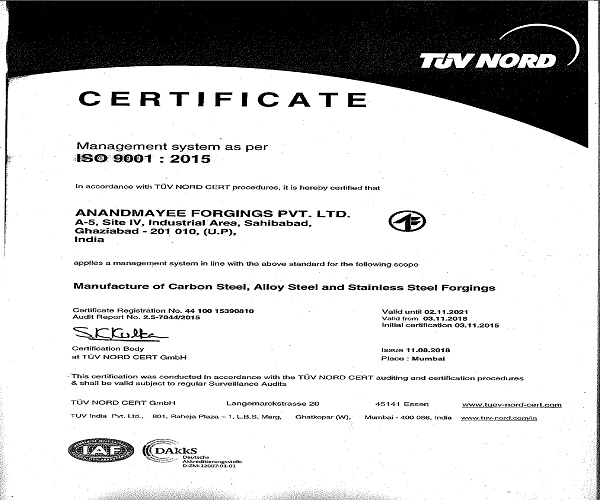 TÜV NORD
CERTIFICATE
Management system as per
ISO 9001 : 2015
In accordance with TÜV NORD CERT procedures, it is hereby certified that
ANANDMAYEE FORGINGS PVT. LTD.
A-5, Site IV, Industrial Area, Sahibabad,
Ghaziabad - 201 010, (U.P),
India
applies a management system in line with the above standard for the following scope
Manufacture of Carbon Steel, Alloy Steel and Stainless Steel Forgings
Certificate Registration No. 44 100 15390810
Audit Report No. 2.5-7044/2015
Valid until 02.11.2021
Valid from 03.11.2018
Initial certification 03.11.2015
Certification Body
at TÜV NORD CERT GmbH
Issue 11.08.2018
Place : Mumbai
This certification was conducted in accordance with the TÜV NORD CERT auditing and certification procedures
& shall be valid subject to regular Surveillance Audits
TÜV NORD CERT GmbH Langemarckstrasse 20 45141 Essen www.tuev-nord-cert.com
TUV India Pvt. Ltd., 801, Raheja Plaza – 1, L.B.S. Marg, Ghatkopar (W), Mumbai - 400 086, India www.tuv-nord.com/in
IAF
DAkkS
Deutsche
Akkreditierungsstelle
D-ZM-12007-01-01